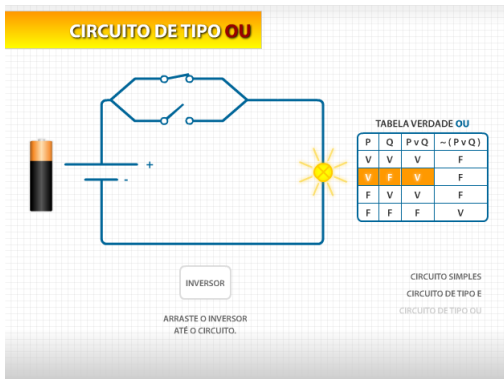 CIRCUITO DE TIPO OU
TABELA VERDADE OU
P Q P v Q ~ ( P v Q )
V V V F
V F V F
F V V F
F F F V
+
-
INVERSOR
ARRASTE O INVERSOR
ATÉ O CIRCUITO.
CIRCUITO SIMPLES
CIRCUITO DE TIPO E
CIRCUITO DE TIPO OU